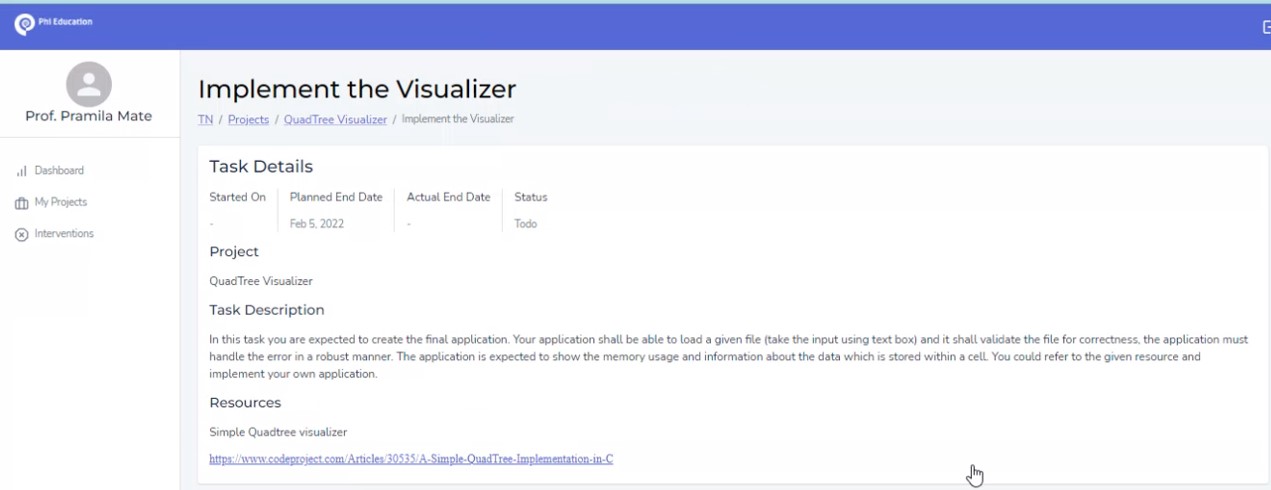 Phi Education
Prof. Pramila Mate
Dashboard
My Projects
Interventions
Implement the Visualizer
TN / Projects / QuadTree Visualizer / Implement the Visualizer
Task Details
Started On Planned End Date Actual End Date Status
- Feb 5, 2022 - Todo
Project
QuadTree Visualizer
Task Description
In this task you are expected to create the final application. Your application shall be able to load a given file (take the input using text box) and it shall validate the file for correctness, the application must
handle the error in a robust manner. The application is expected to show the memory usage and information about the data which is stored within a cell. You could refer to the given resource and
implement your own application.
Resources
Simple Quadtree visualizer
https://www.codeproject.com/Articles/30535/A-Simple-QuadTree-Implementation-in-C